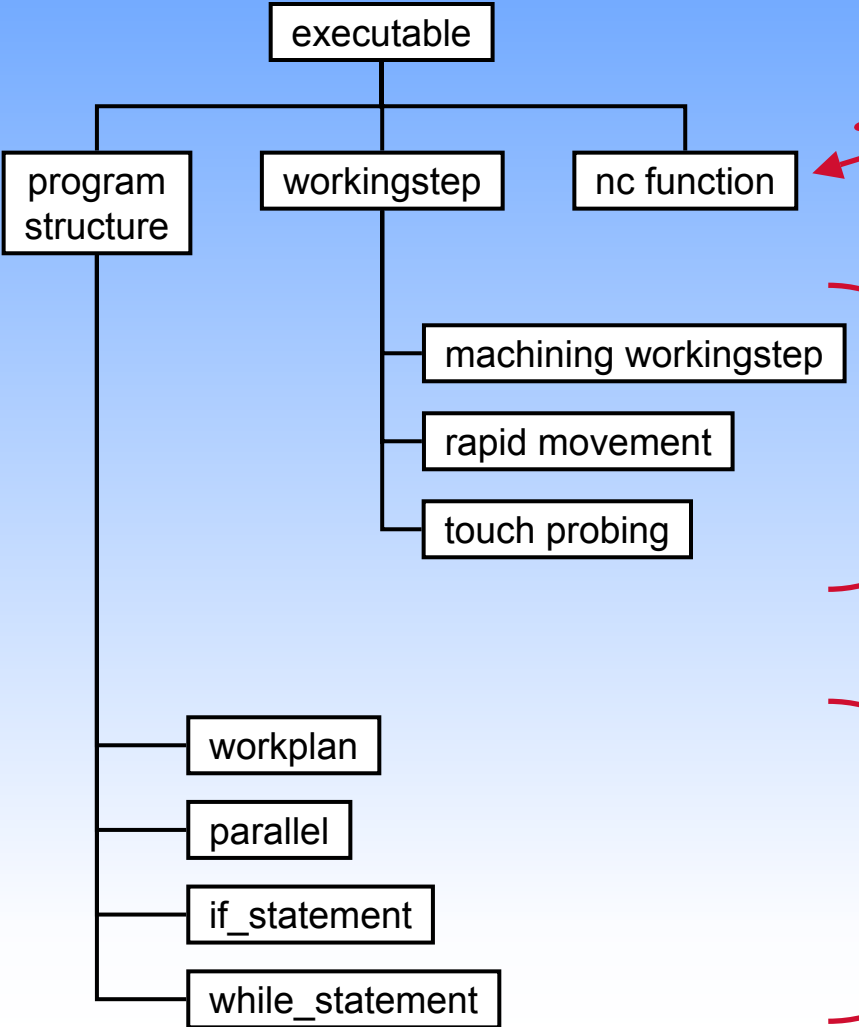 executable
program
structure
workingstep
nc function
machining workingstep
rapid movement
touch probing
workplan
parallel
if_statement
while_statement